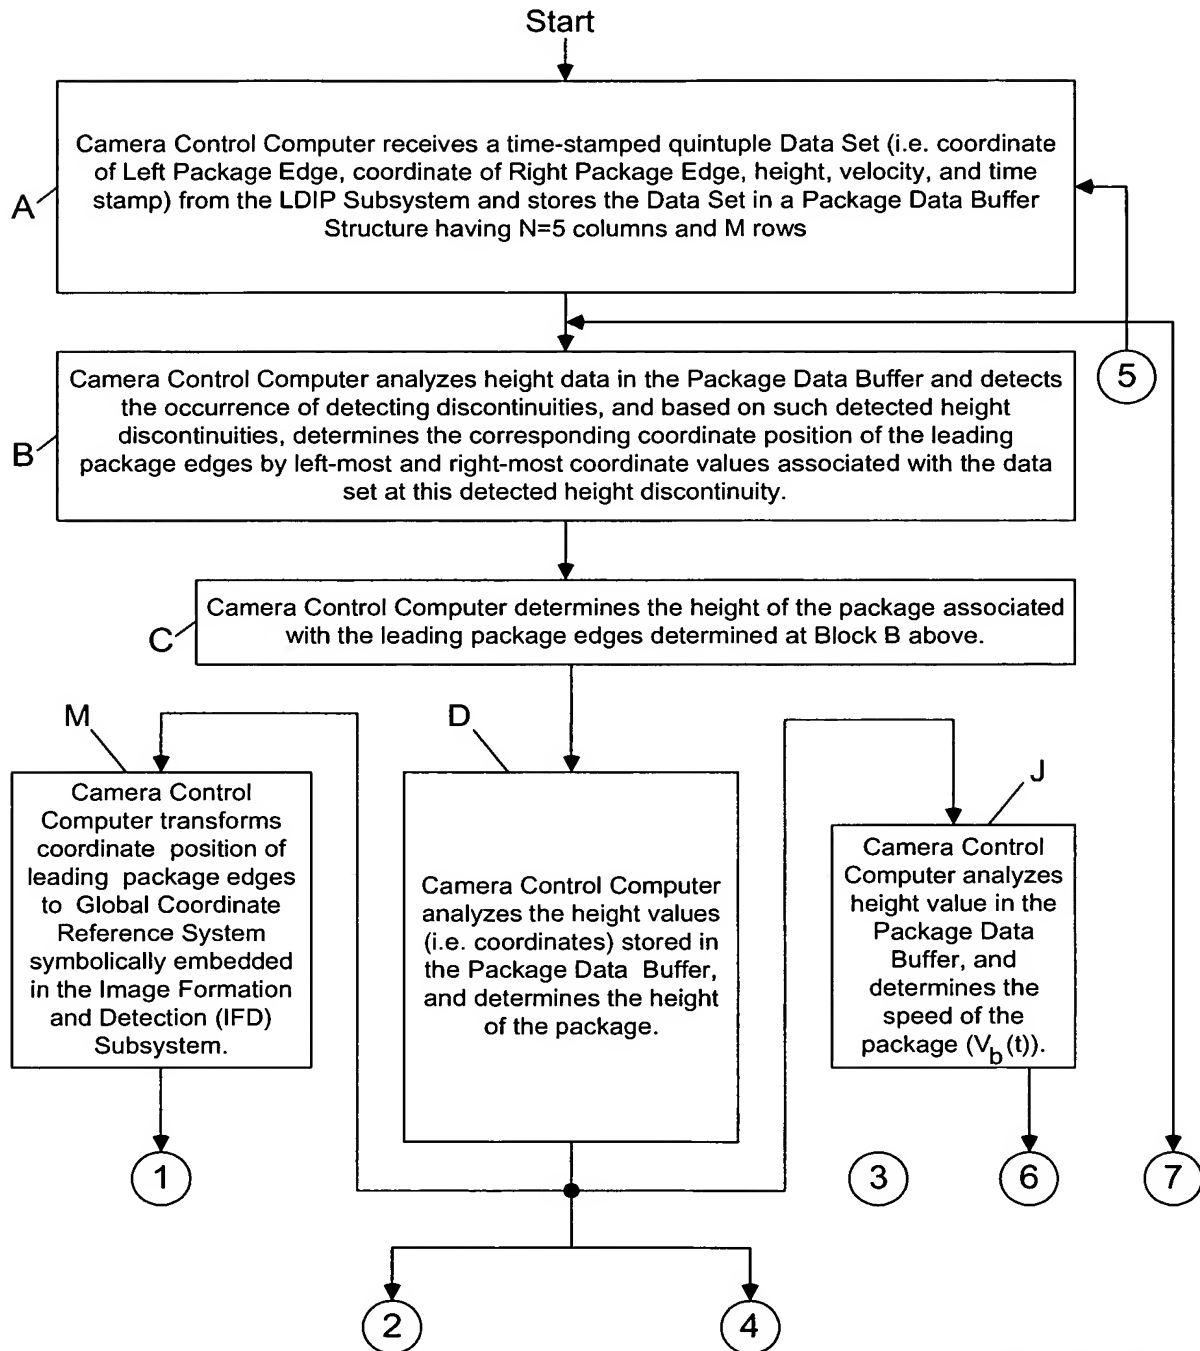 Start
Camera Control Computer receives a time-stamped quintuple Data Set (i.e. coordinate
of Left Package Edge, coordinate of Right Package Edge, height, velocity, and time
stamp) from the LDIP Subsystem and stores the Data Set in a Package Data Buffer
Structure having N=5 columns and M rows
A
5
Camera Control Computer analyzes height data in the Package Data Buffer and detects
the occurrence of detecting discontinuities, and based on such detected height
discontinuities, determines the corresponding coordinate position of the leading
package edges by left-most and right-most coordinate values associated with the data
set at this detected height discontinuity.
B
Camera Control Computer determines the height of the package associated
with the leading package edges determined at Block B above.
C
M
Camera Control
Computer transforms
coordinate position of
leading package edges
to Global Coordinate
Reference System
symbolically embedded
in the Image Formation
and Detection (IFD)
Subsystem.
D
Camera Control Computer
analyzes the height values
(i.e. coordinates) stored in
the Package Data Buffer,
and determines the height
of the package.
J
Camera Control
Computer analyzes
height value in the
Package Data
Buffer, and
determines the
speed of the
package (V_b(t)).
1
3
6
7
2
4